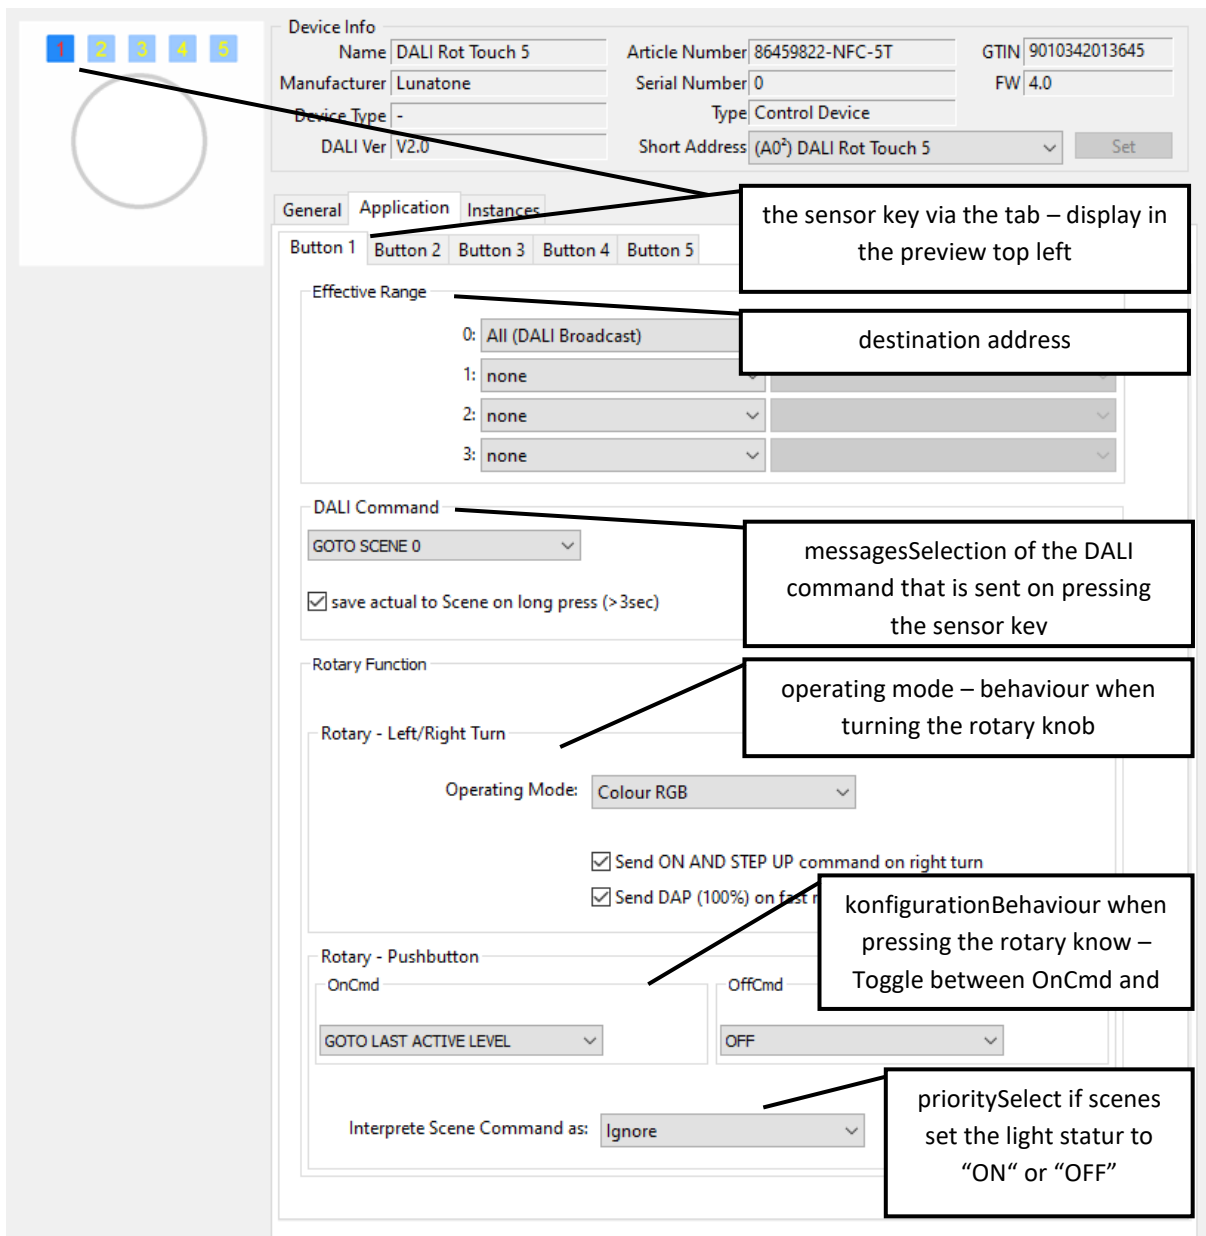 1 2 3 4 5
Device Info
Name DALI Rot Touch 5 Article Number 86459822-NFC-5T GTIN 9010342013645
Manufacturer Lunatone Serial Number 0 FW 4.0
Device Type - Type Control Device
DALI Ver V2.0 Short Address (A0²) DALI Rot Touch 5 Set
General Application Instances
the sensor key via the tab – display in
the preview top left
Button 1 Button 2 Button 3 Button 4 Button 5
Effective Range
destination address
0: All (DALI Broadcast)
1: none
2: none
3: none
DALI Command
GOTO SCENE 0
save actual to Scene on long press (>3sec)
messagesSelection of the DALI
command that is sent on pressing
the sensor key
Rotary Function
operating mode – behaviour when
turning the rotary knob
Rotary - Left/Right Turn
Operating Mode: Colour RGB
Send ON AND STEP UP command on right turn
Send DAP (100%) on fast
konfigurationBehaviour when
pressing the rotary know –
Toggle between OnCmd and
Rotary - Pushbutton
OnCmd OffCmd
GOTO LAST ACTIVE LEVEL OFF
Interprete Scene Command as: Ignore
prioritySelect if scenes
set the light statur to
“ON“ or “OFF”